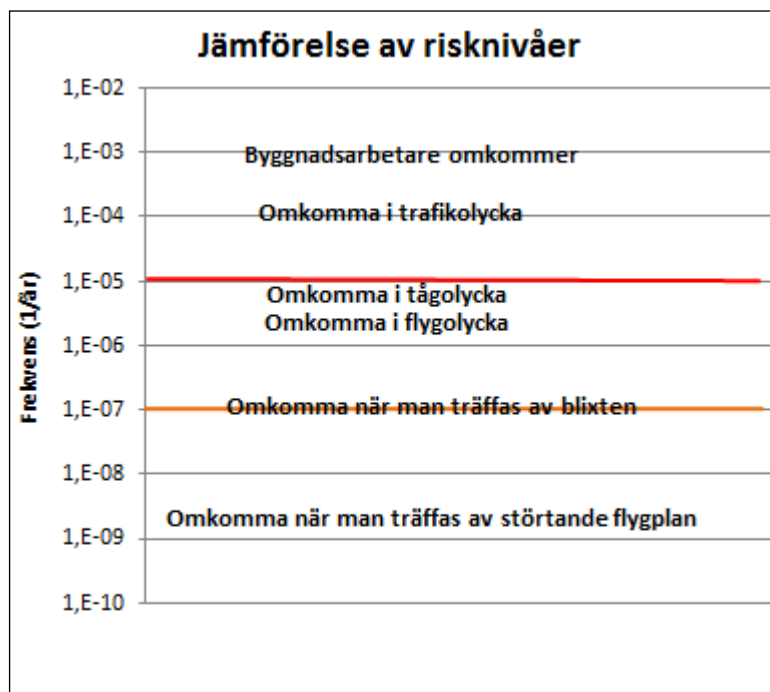 Jämförelse av risknivåer
Frekvens (1/år)
1,E-02
1,E-03
Byggnadsarbetare omkommer
1,E-04
Omkomma i trafikolycka
1,E-05
Omkomma i tågolycka
Omkomma i flygolycka
1,E-06
1,E-07
Omkomma när man träffas av blixten
1,E-08
Omkomma när man träffas av störtande flygplan
1,E-09
1,E-10